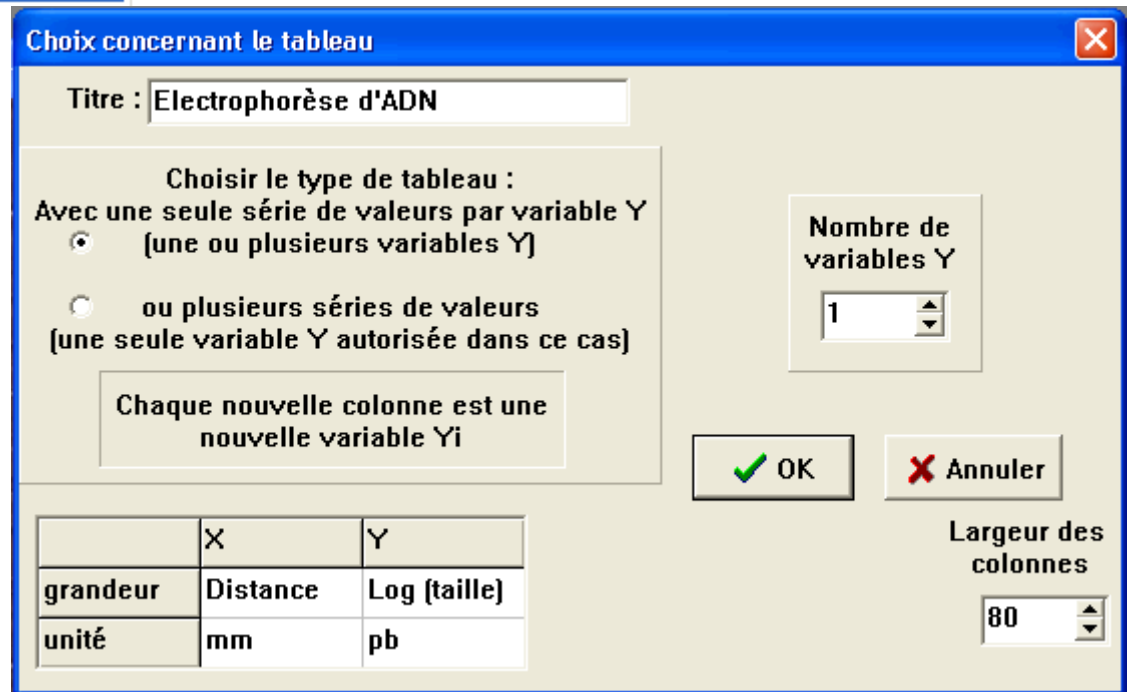 Choix concernant le tableau
Titre : Electrophorèse d'ADN
Choisir le type de tableau :
Avec une seule série de valeurs par variable Y
(une ou plusieurs variables Y)
ou plusieurs séries de valeurs
(une seule variable Y autorisée dans ce cas)
Chaque nouvelle colonne est une
nouvelle variable Yi
Nombre de
variables Y
1
OK
Annuler
X Y
grandeur Distance Log (taille)
unité mm pb
Largeur des
colonnes
80